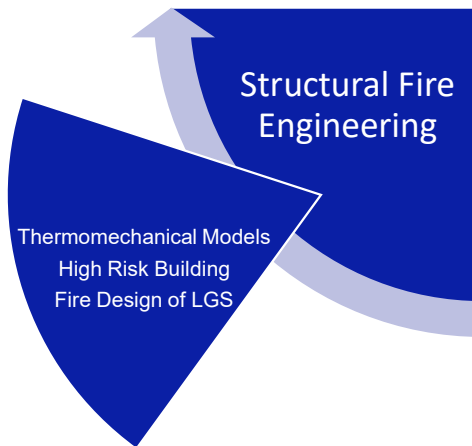 Structural Fire
Engineering
Thermomechanical Models
High Risk Building
Fire Design of LGS